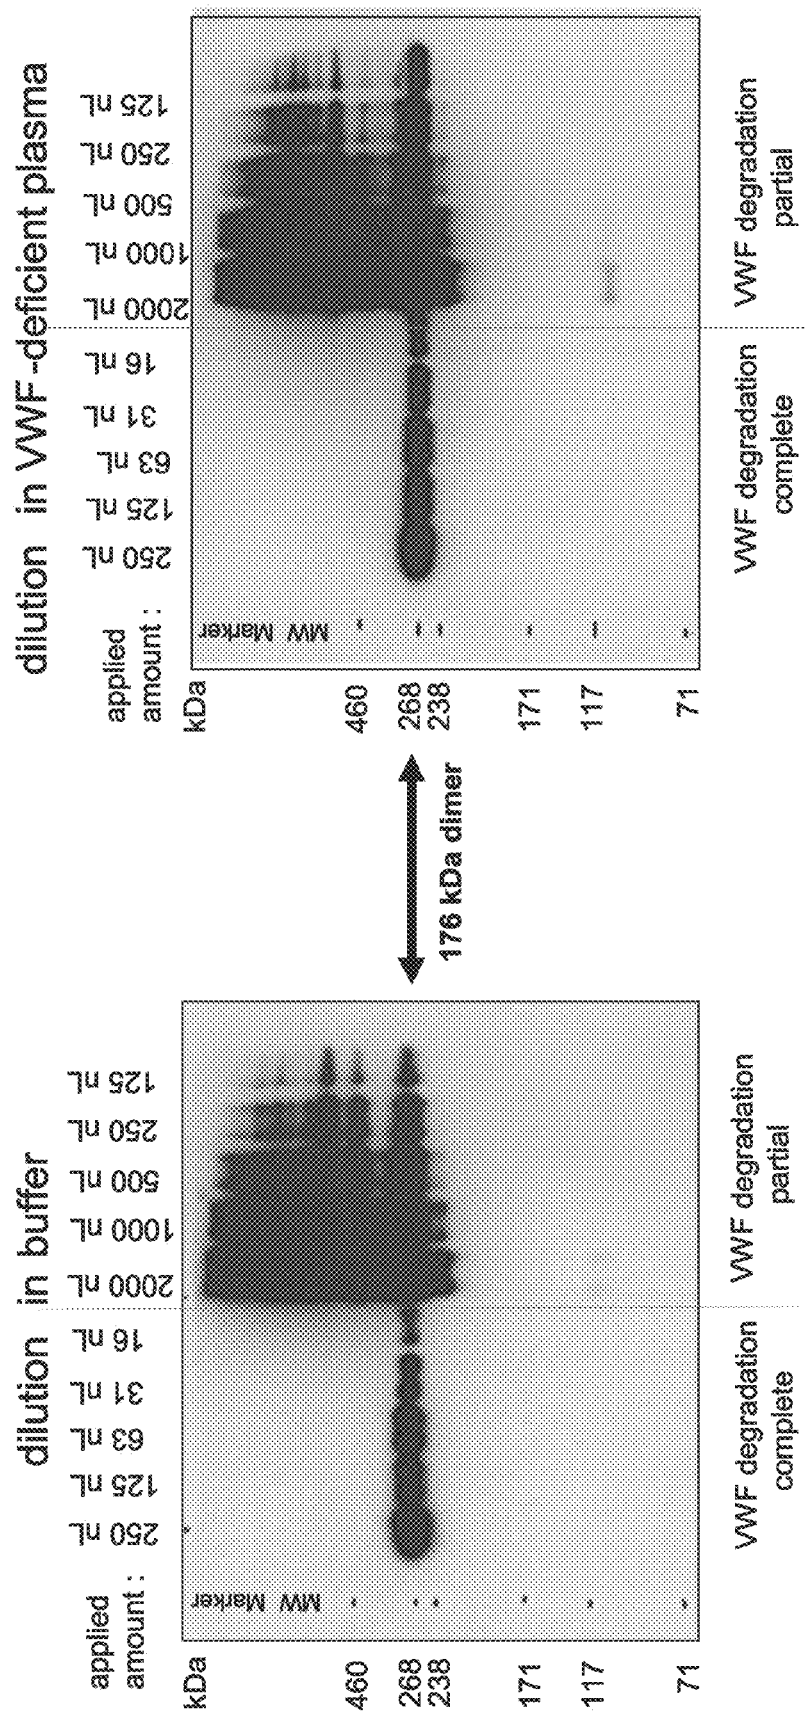 dilution in buffer
applied
amount :
250 nL
125 nL
63 nL
31 nL
16 nL
2000 nL
1000 nL
500 nL
250 nL
125 nL
kDa
460
268
238
171
117
71
MW Marker
VWF degradation
complete
VWF degradation
partial
176 kDa dimer
dilution in VWF-deficient plasma
applied
amount :
250 nL
125 nL
63 nL
31 nL
16 nL
2000 nL
1000 nL
500 nL
250 nL
125 nL
kDa
460
268
238
171
117
71
MW Marker
VWF degradation
complete
VWF degradation
partial